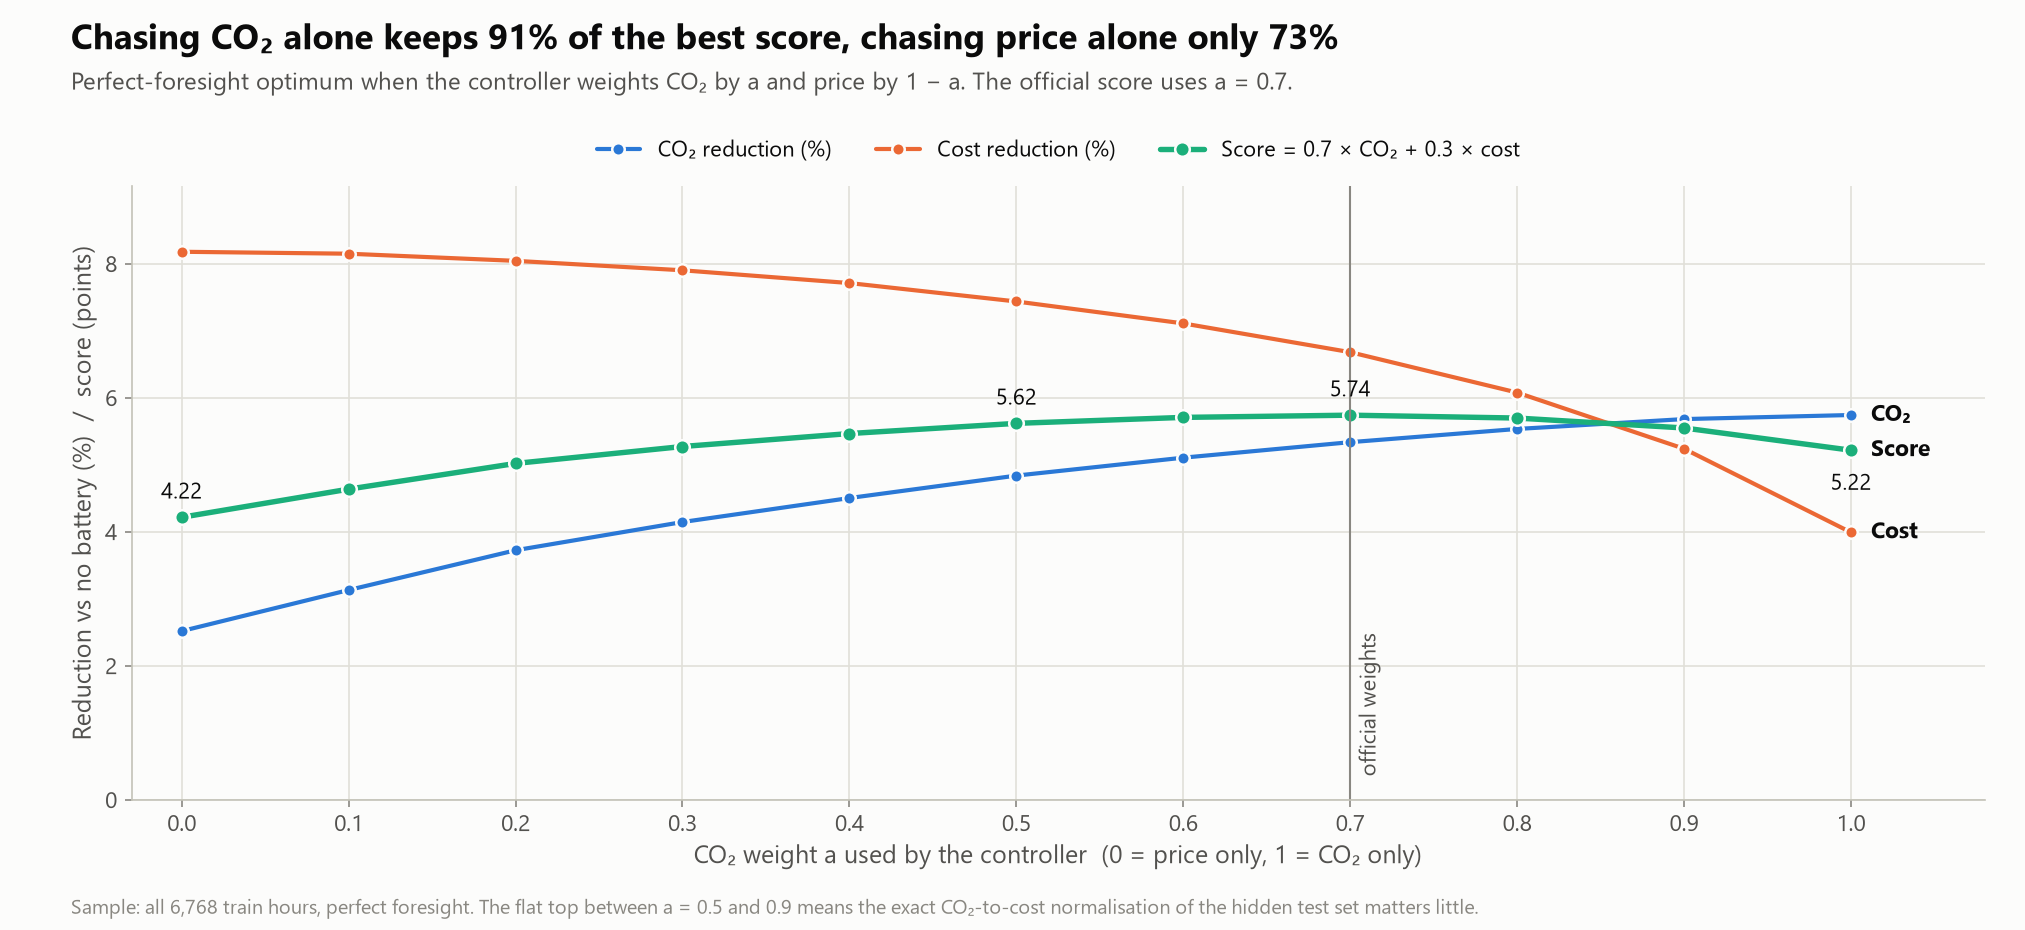 Chasing CO₂ alone keeps 91% of the best score, chasing price alone only 73%
Perfect-foresight optimum when the controller weights CO₂ by a and price by 1 − a. The official score uses a = 0.7.
CO₂ reduction (%)
Cost reduction (%)
Score = 0.7 × CO₂ + 0.3 × cost
Reduction vs no battery (%)  /  score (points)
8
6
4
2
0
4.22
5.62
5.74
5.22
CO₂
Score
Cost
official weights
0.0
0.1
0.2
0.3
0.4
0.5
0.6
0.7
0.8
0.9
1.0
CO₂ weight a used by the controller  (0 = price only, 1 = CO₂ only)
Sample: all 6,768 train hours, perfect foresight. The flat top between a = 0.5 and 0.9 means the exact CO₂-to-cost normalisation of the hidden test set matters little.